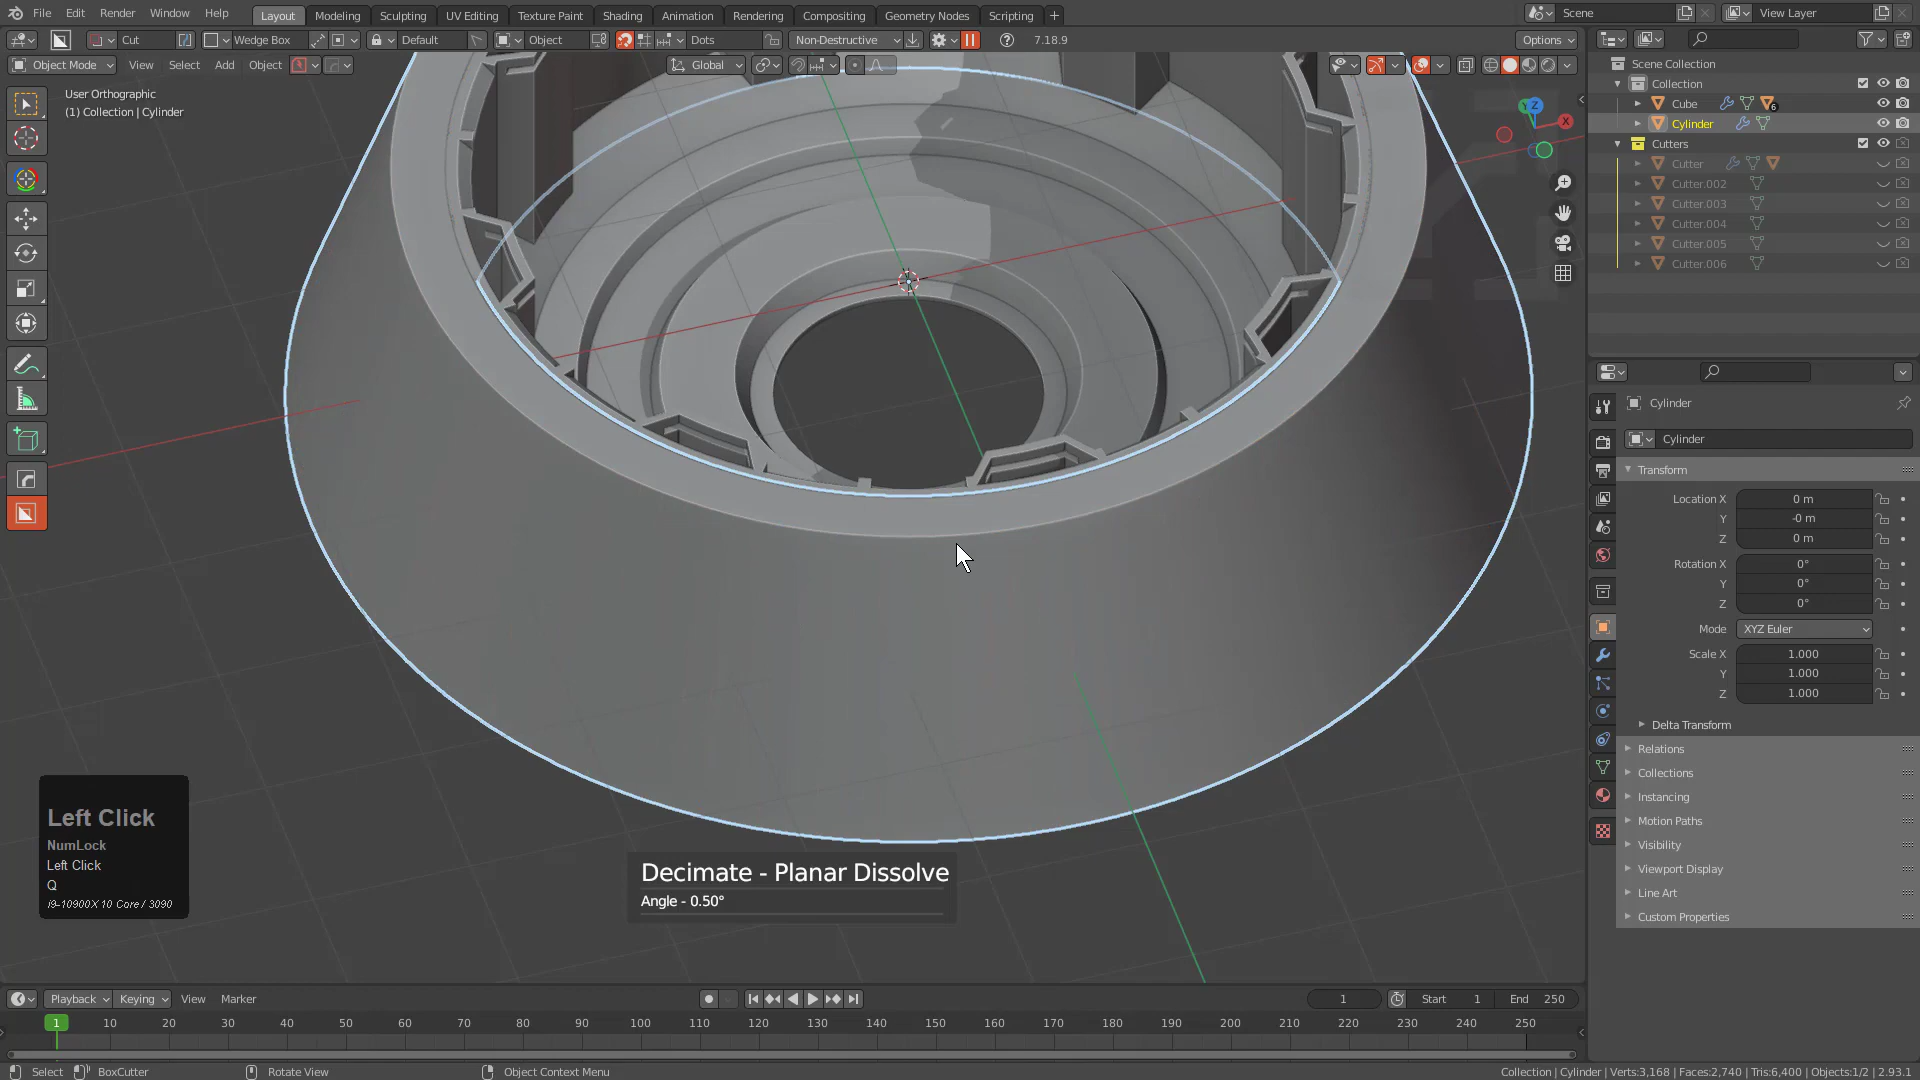 File Edit Render Window Help Layout Modeling Sculpting UV Editing Texture Paint Shading Animation Rendering Compositing Geometry Nodes Scripting + Scene View Layer
Cut Wedge Box Default Object Dots Non-Destructive 7.18.9 Options
Object Mode View Select Add Object Global
User Orthographic
(1) Collection | Cylinder
Scene Collection
Collection
Cube 6
Cylinder
Cutters
Cutter
Cutter.002
Cutter.003
Cutter.004
Cutter.005
Cutter.006
Z
X
Y
Cylinder
Cylinder
Transform
Location X 0 m
Y -0 m
Z 0 m
Rotation X 0°
Y 0°
Z 0°
Mode XYZ Euler
Scale X 1.000
Y 1.000
Z 1.000
Delta Transform
Relations
Collections
Instancing
Motion Paths
Visibility
Viewport Display
Line Art
Custom Properties
Left Click
NumLock
Left Click
Q
i9-10900X 10 Core / 3090
Decimate - Planar Dissolve
Angle - 0.50°
Playback Keying View Marker 1 Start 1 End 250
1 10 20 30 40 50 60 70 80 90 100 110 120 130 140 150 160 170 180 190 200 210 220 230 240 250
Select BoxCutter Rotate View Object Context Menu Collection | Cylinder | Verts:3,168 | Faces:2,740 | Tris:6,400 | Objects:1/2 | 2.93.1